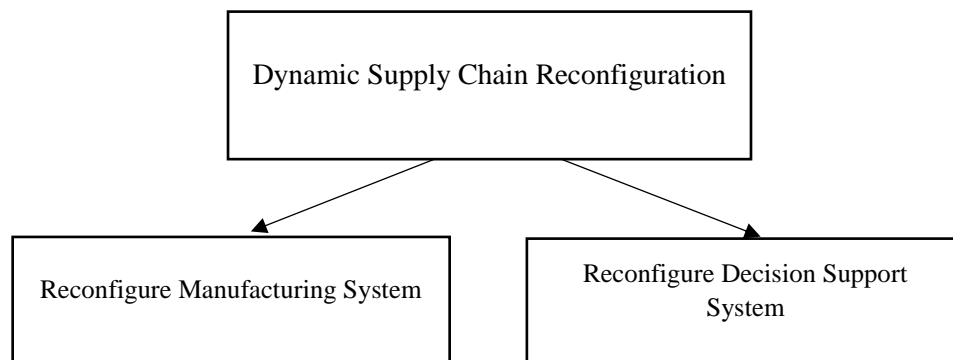 Dynamic Supply Chain Reconfiguration
Reconfigure Manufacturing System
Reconfigure Decision Support
System